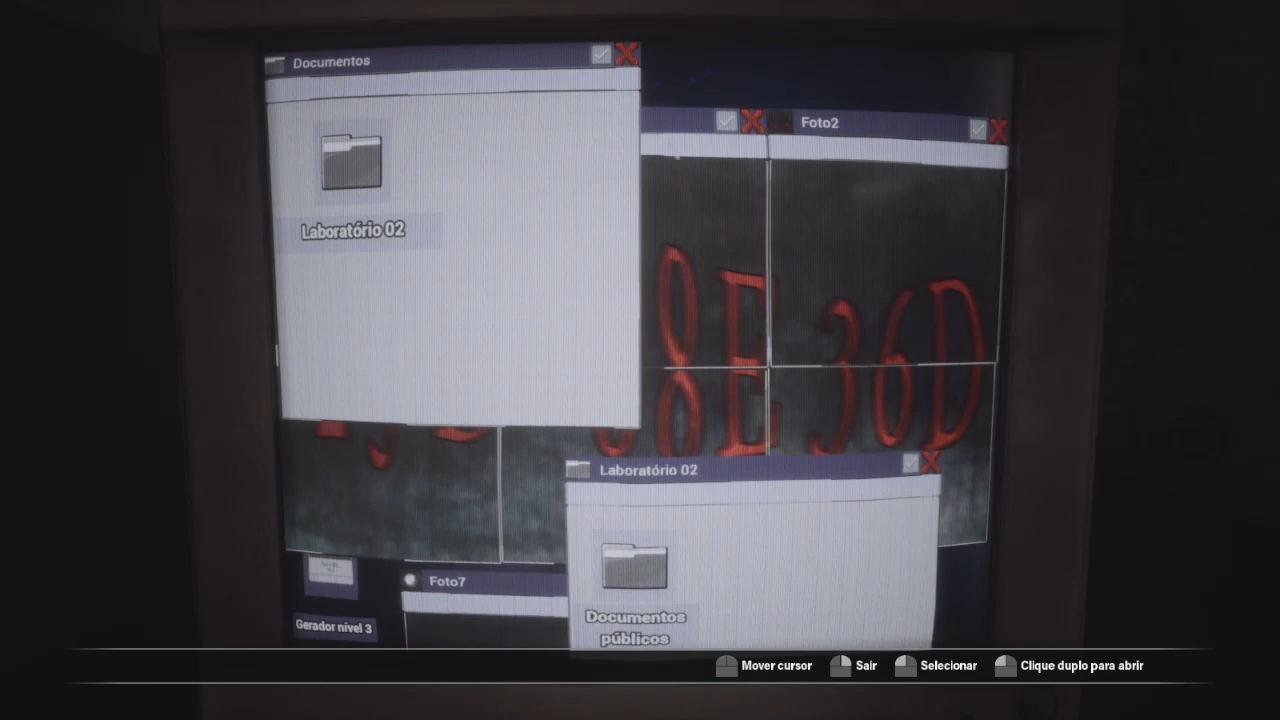 Documentos
Foto2
Laboratório 02
8E 36D
Laboratório 02
Foto7
Gerador nível 3
Documentos
públicos
Mover cursor
Sair
Selecionar
Clique duplo para abrir